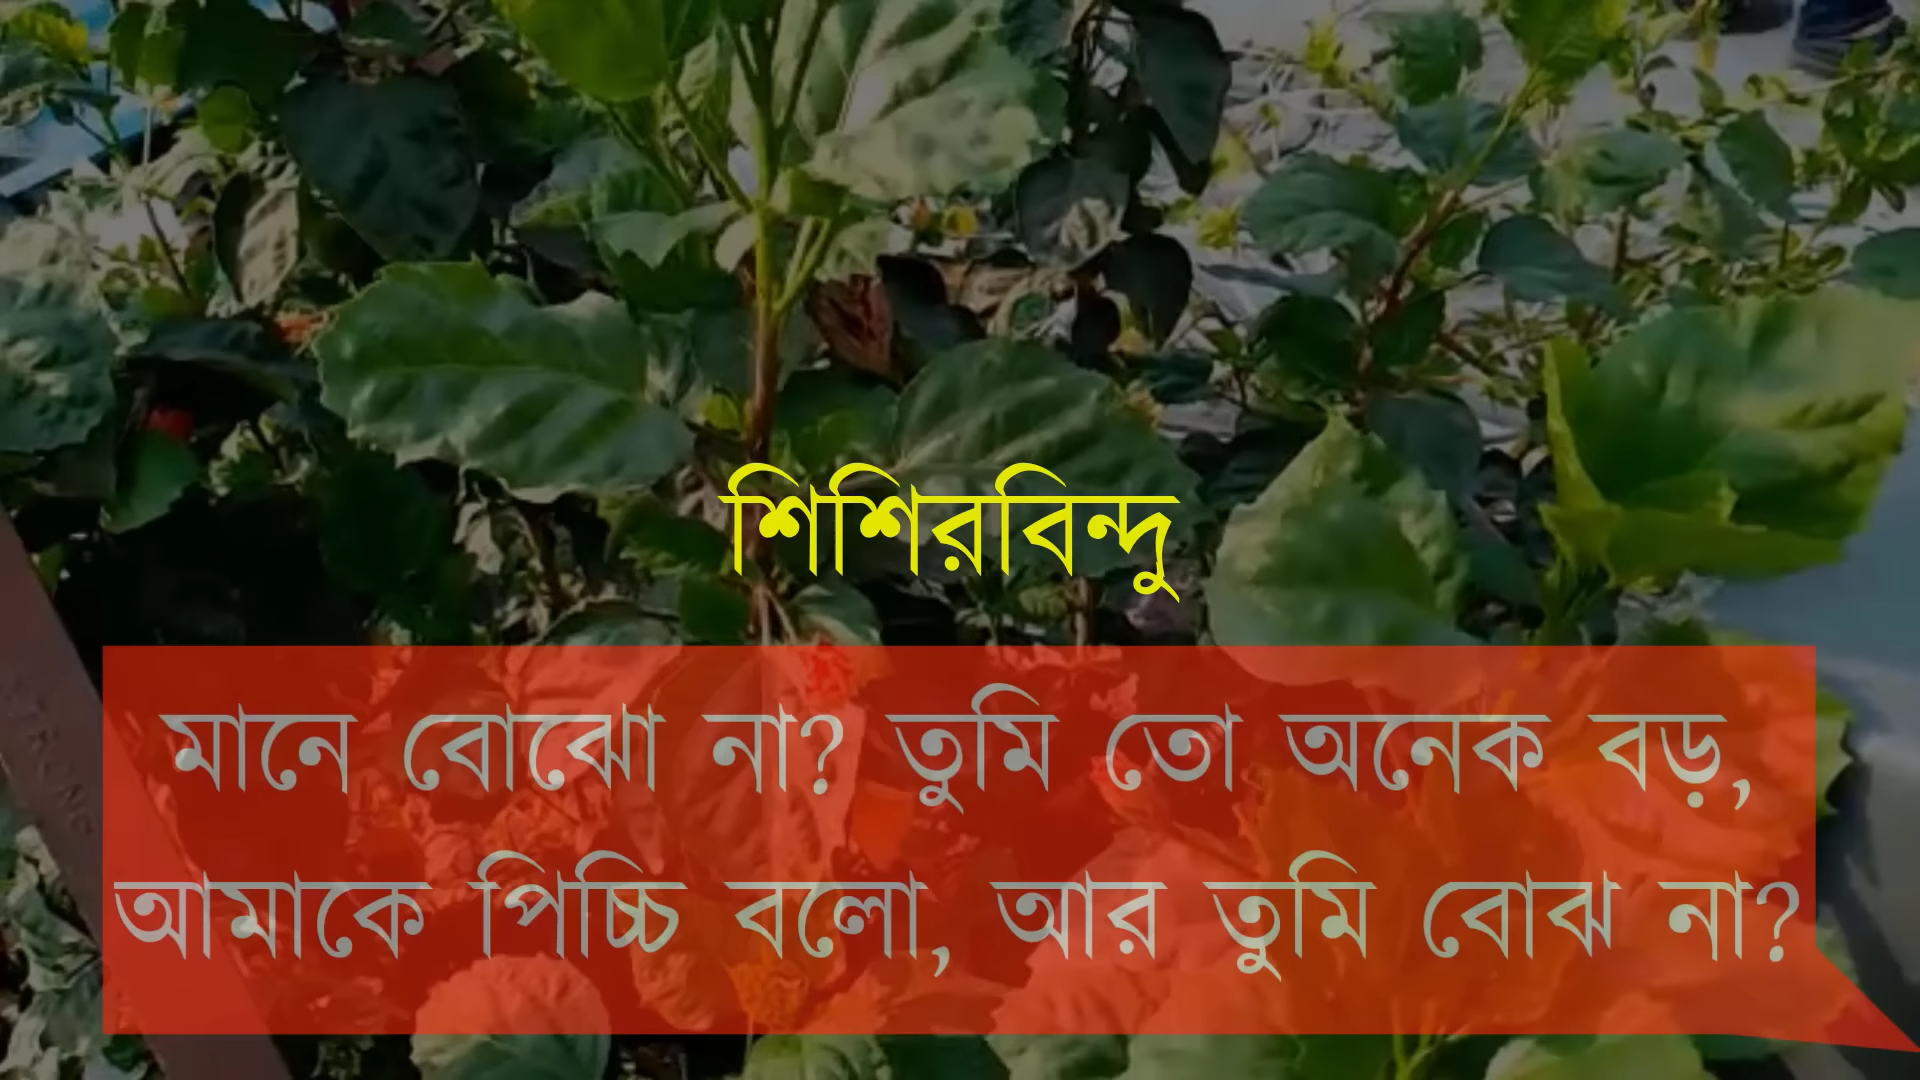 শিশিরবিন্দু
মানে বোঝো না? তুমি তো অনেক বড়,
আমাকে পিচ্চি বলো, আর তুমি বোঝ না?